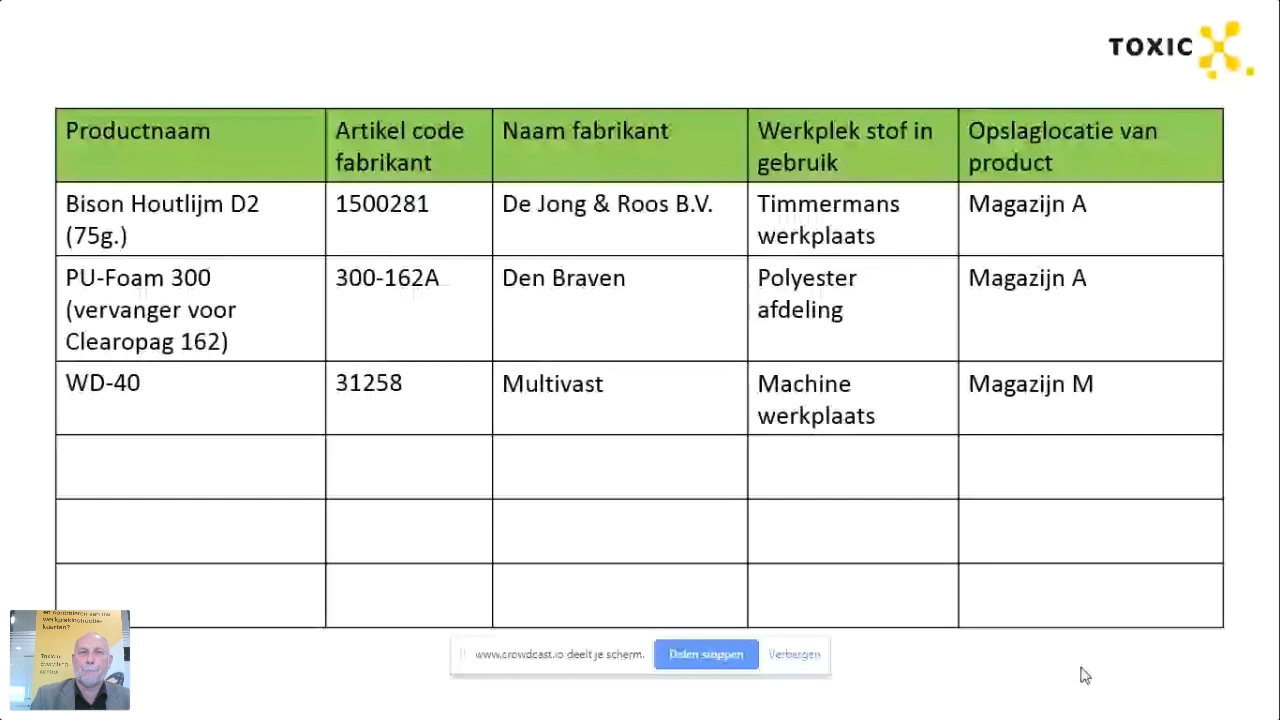 TOXIC
Productnaam
Artikel code
fabrikant
Naam fabrikant
Werkplek stof in
gebruik
Opslaglocatie van
product
Bison Houtlijm D2
(75g.)
1500281
De Jong & Roos B.V.
Timmermans
werkplaats
Magazijn A
PU-Foam 300
(vervanger voor
Clearopag 162)
300-162A
Den Braven
Polyester
afdeling
Magazijn A
WD-40
31258
Multivast
Machine
werkplaats
Magazijn M
werkplekinstructie-
kaarten?
www.crowdcast.io deelt je scherm.
Delen stoppen
Verbergen